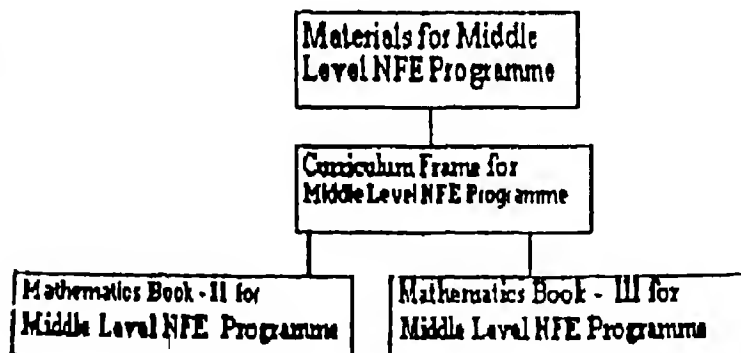 Materials for Middle
Level NFE Programme
Curriculum Frame for
Middle Level NFE Programme
Mathematics Book - II for
Middle Level NFE Programme
Mathematics Book - III for
Middle Level NFE Programme